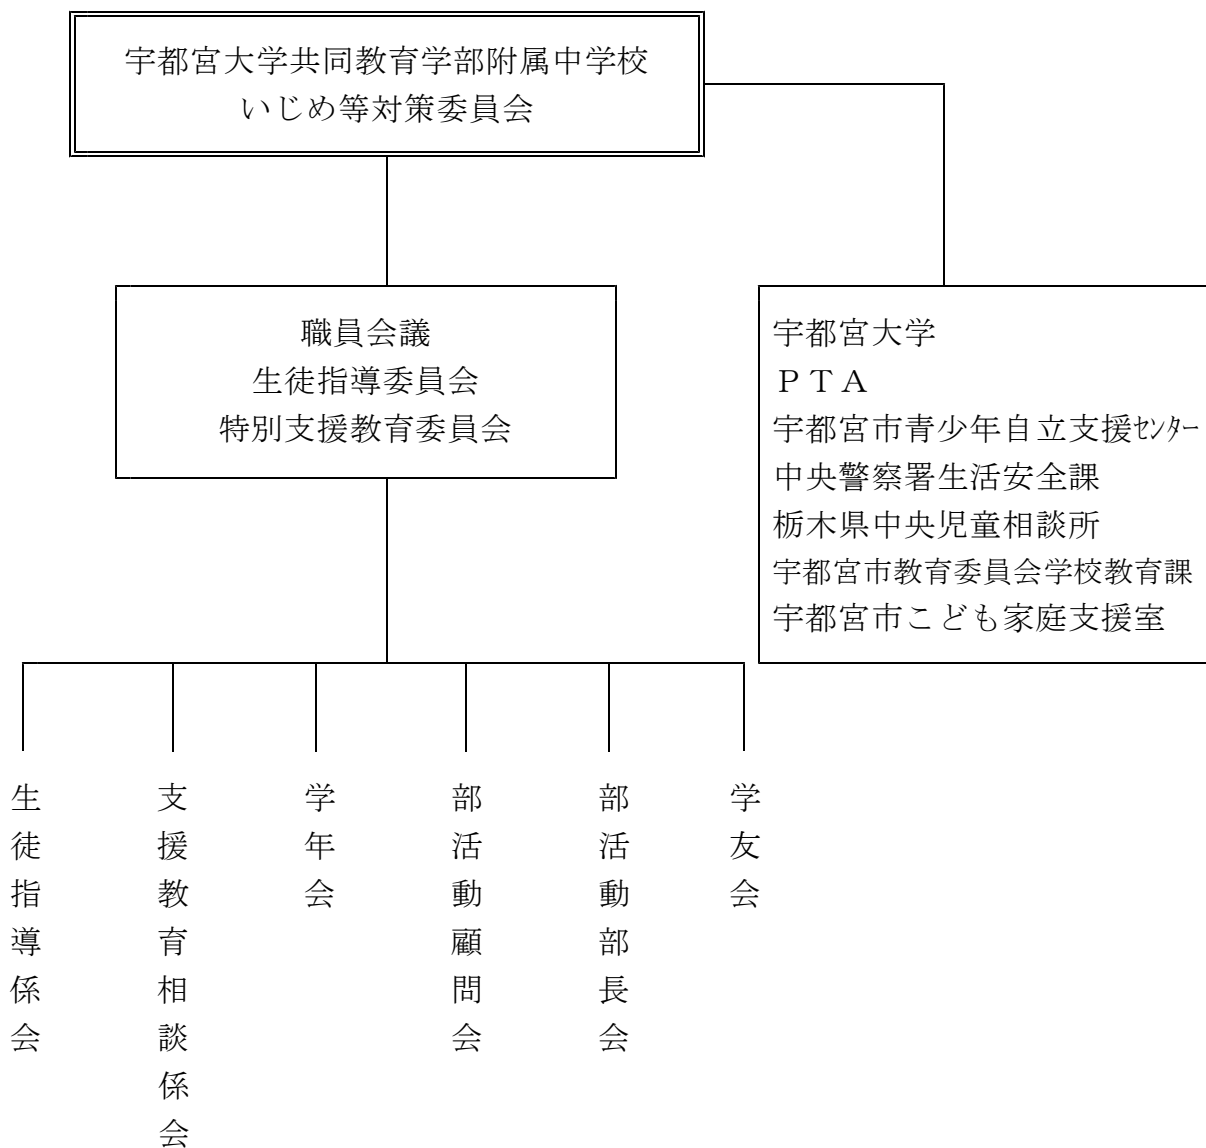 宇都宮大学共同教育学部附属中学校
いじめ等対策委員会
職員会議
生徒指導委員会
特別支援教育委員会
宇都宮大学
ＰＴＡ
宇都宮市青少年自立支援ｾﾝﾀｰ
中央警察署生活安全課
栃木県中央児童相談所
宇都宮市教育委員会学校教育課
宇都宮市こども家庭支援室
生徒指導係会
支援教育相談係会
学年会
部活動顧問会
部活動部長会
学友会